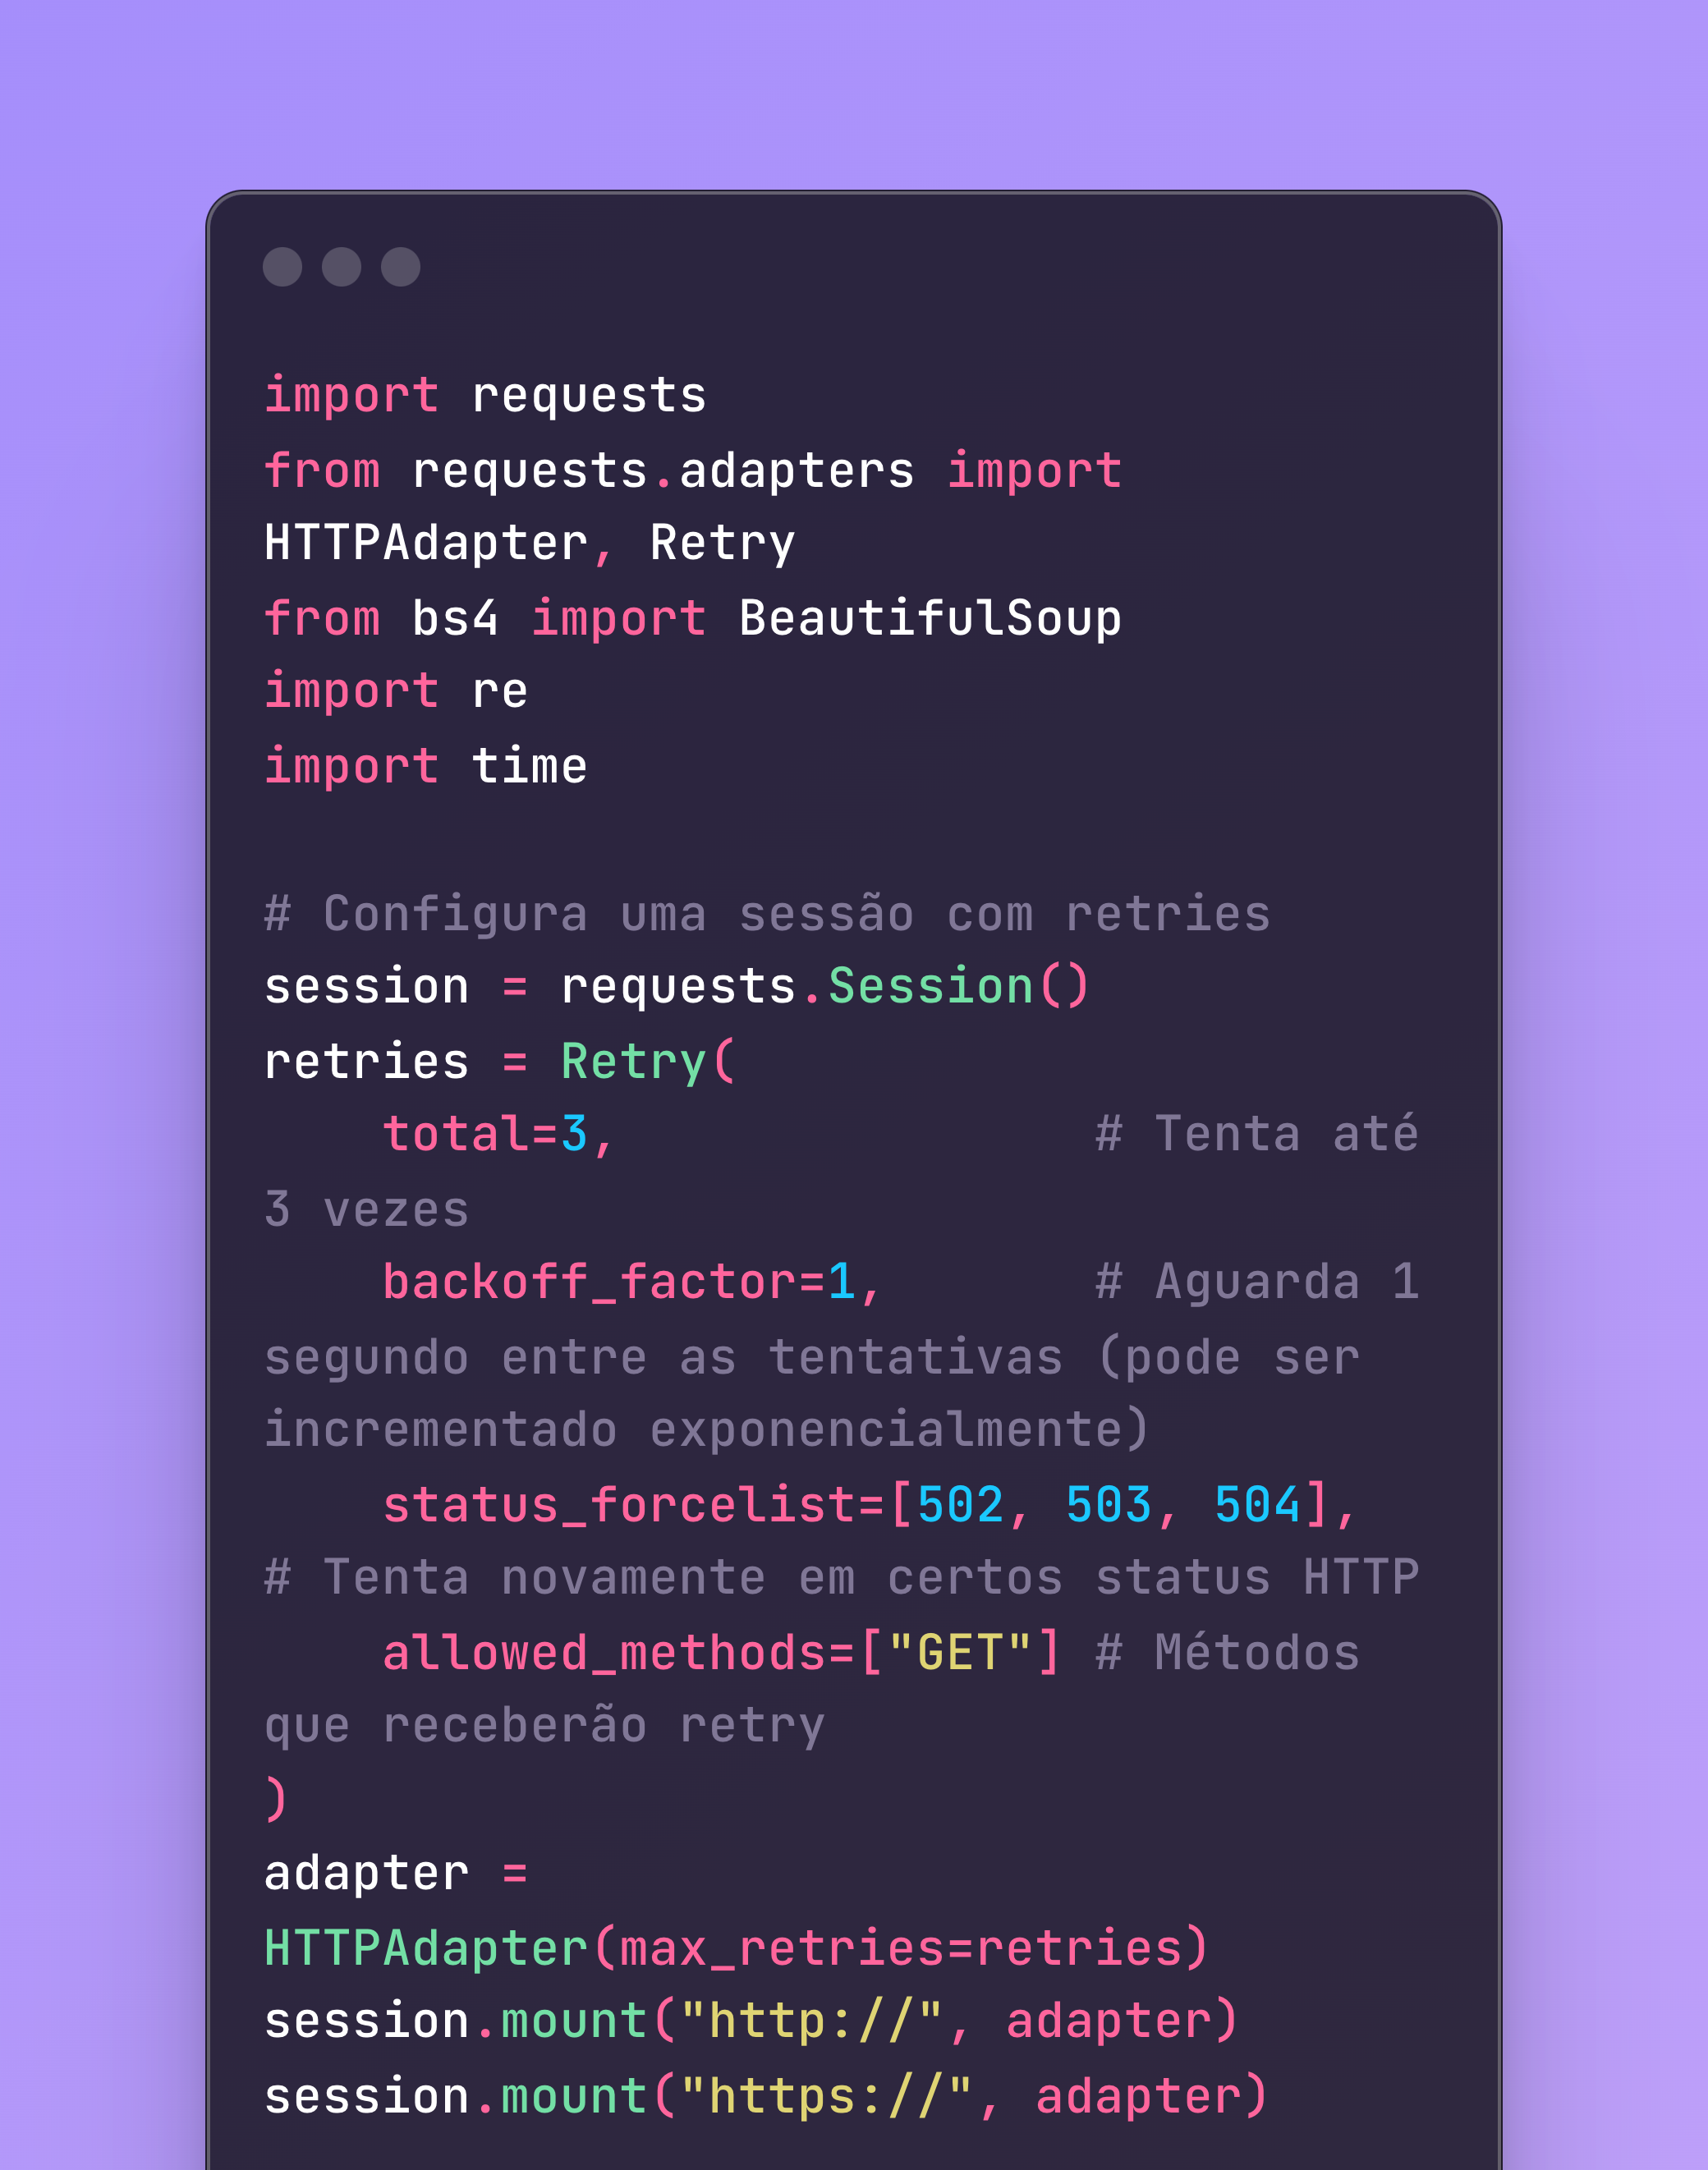 import requests
from requests.adapters import
HTTPAdapter, Retry
from bs4 import BeautifulSoup
import re
import time

# Configura uma sessão com retries
session = requests.Session()
retries = Retry(
    total=3,                # Tenta até
3 vezes
    backoff_factor=1,       # Aguarda 1
segundo entre as tentativas (pode ser
incrementado exponencialmente)
    status_forcelist=[502, 503, 504],
# Tenta novamente em certos status HTTP
    allowed_methods=["GET"] # Métodos
que receberão retry
)
adapter =
HTTPAdapter(max_retries=retries)
session.mount("http://", adapter)
session.mount("https://", adapter)